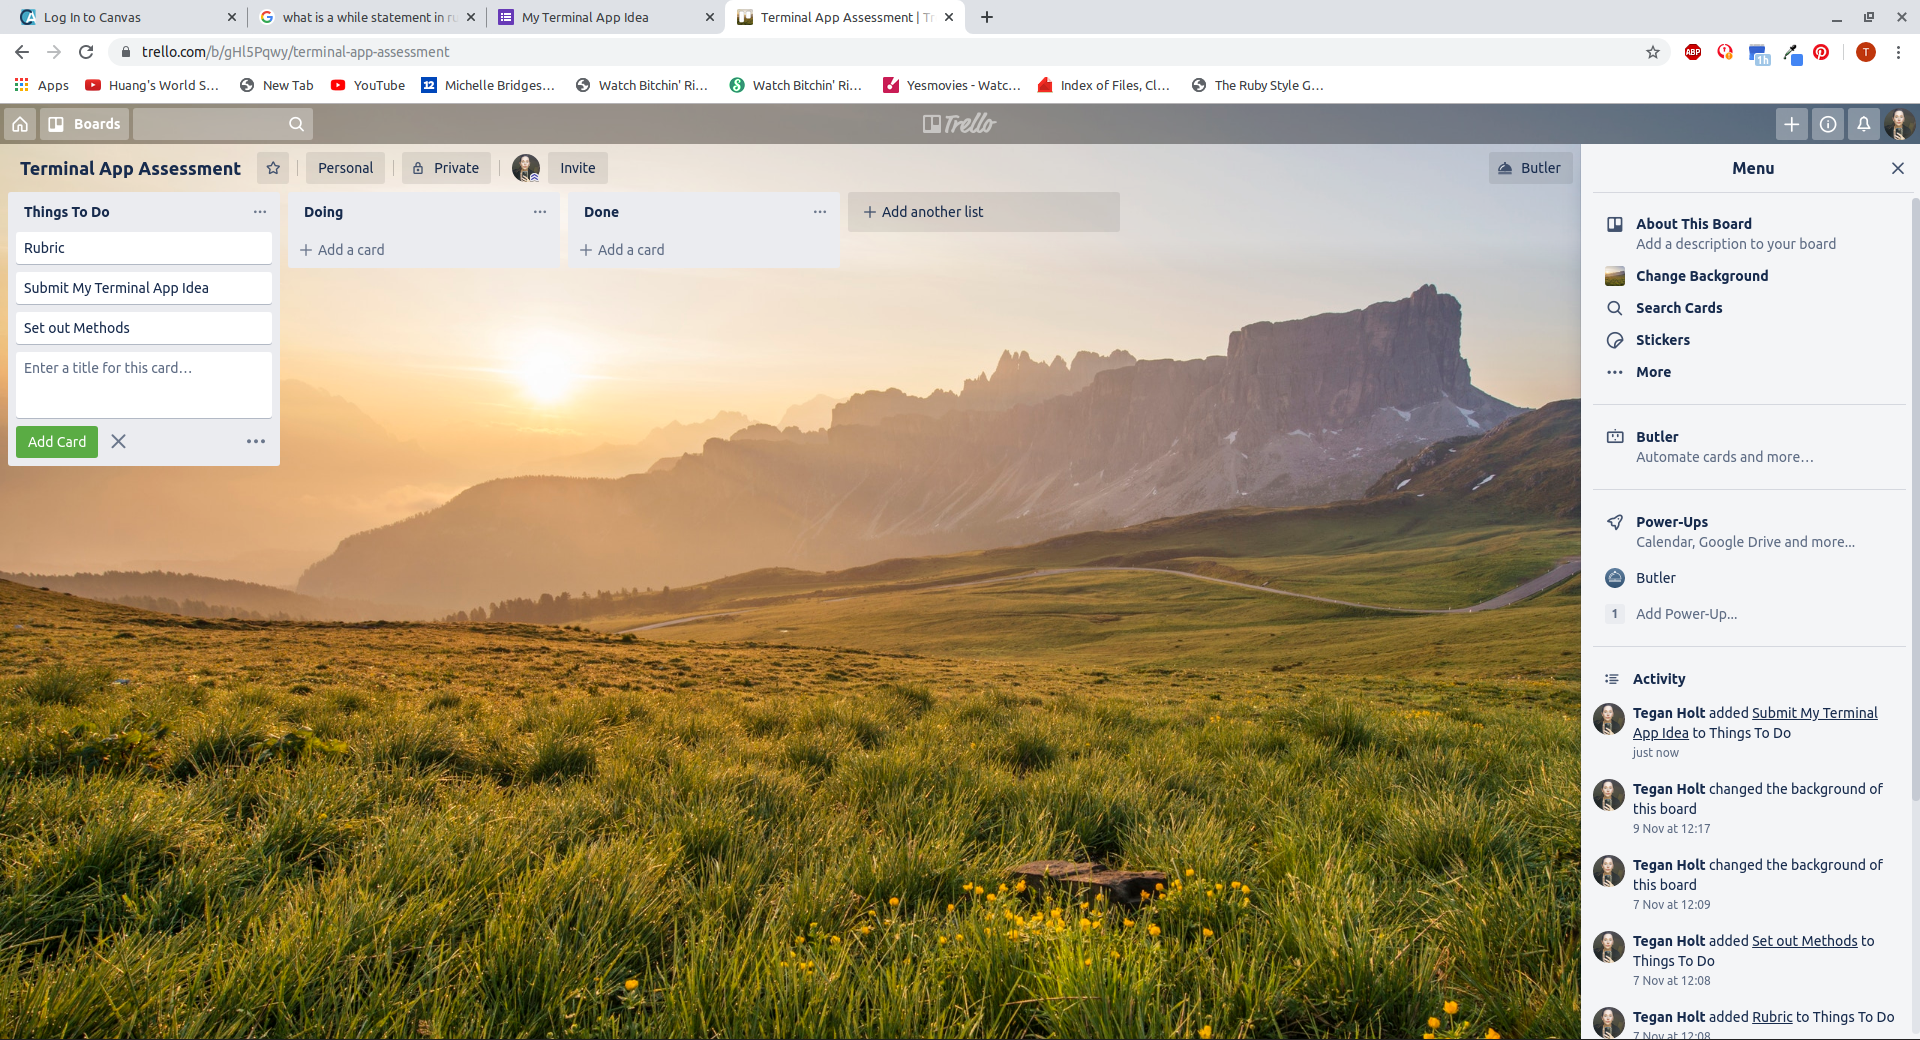 Log In to Canvas
what is a while statement in ru
My Terminal App Idea
Terminal App Assessment | Tr
trello.com/b/gHl5Pqwy/terminal-app-assessment
ABP
1h
T
Apps
Huang's World S...
New Tab
YouTube
12
Michelle Bridges...
Watch Bitchin' Ri...
Watch Bitchin' Ri...
Yesmovies - Watc...
Index of Files, Cl...
The Ruby Style G...
Boards
Trello
Terminal App Assessment
Personal
Private
Invite
Butler
Things To Do
Rubric
Submit My Terminal App Idea
Set out Methods
Enter a title for this card…
Add Card
Doing
+ Add a card
Done
+ Add a card
+ Add another list
Menu
About This Board
Add a description to your board
Change Background
Search Cards
Stickers
More
Butler
Automate cards and more…
Power-Ups
Calendar, Google Drive and more...
Butler
1
Add Power-Up...
Activity
Tegan Holt added Submit My Terminal
App Idea to Things To Do
just now
Tegan Holt changed the background of
this board
9 Nov at 12:17
Tegan Holt changed the background of
this board
7 Nov at 12:09
Tegan Holt added Set out Methods to
Things To Do
7 Nov at 12:08
Tegan Holt added Rubric to Things To Do
7 Nov at 12:08